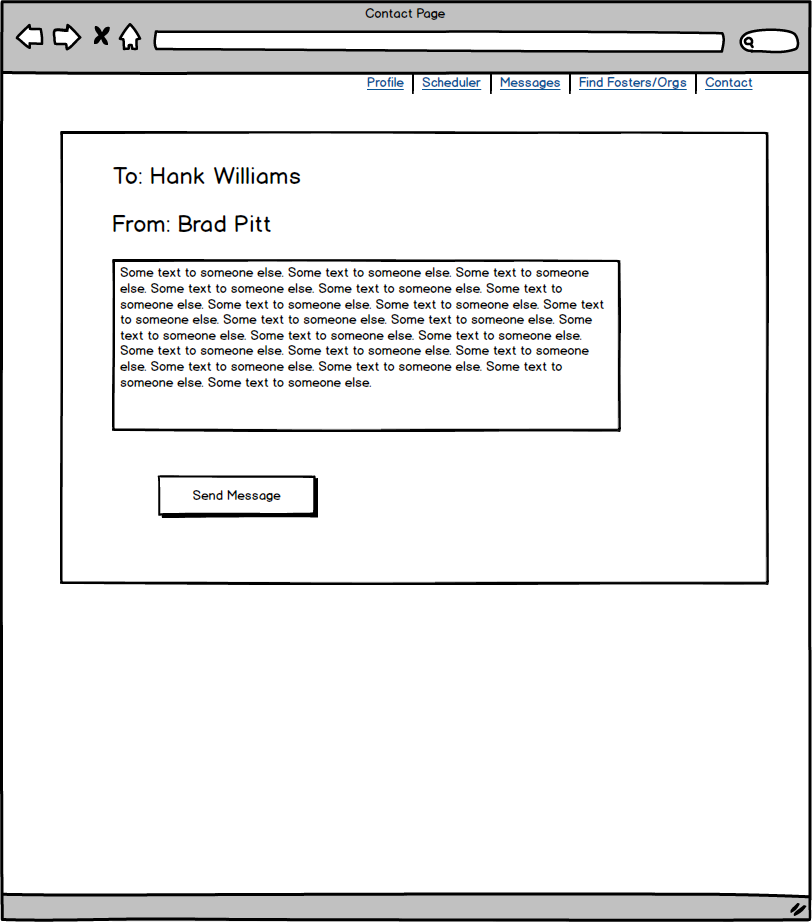 Contact Page
Profile Scheduler Messages Find Fosters/Orgs Contact
To: Hank Williams
From: Brad Pitt
Some text to someone else. Some text to someone else. Some text to someone
else. Some text to someone else. Some text to someone else. Some text to
someone else. Some text to someone else. Some text to someone else. Some text
to someone else. Some text to someone else. Some text to someone else. Some
text to someone else. Some text to someone else. Some text to someone else.
Some text to someone else. Some text to someone else. Some text to someone
else. Some text to someone else. Some text to someone else. Some text to
someone else. Some text to someone else.
Send Message